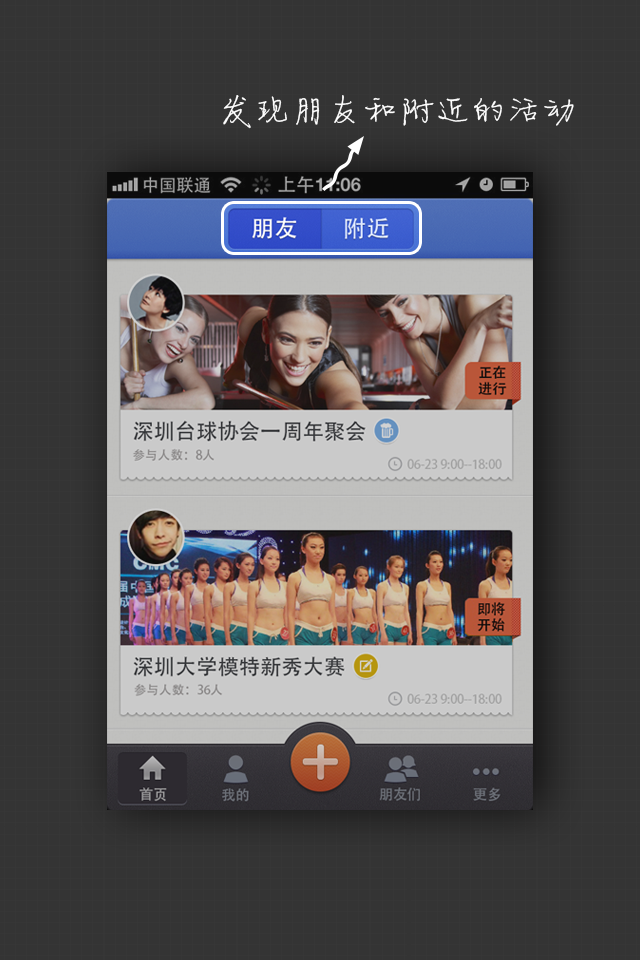 发现朋友和附近的活动
中国联通 上午11:06
朋友 附近
正在
进行
深圳台球协会一周年聚会
参与人数：8人
06-23 9:00--18:00
OMC
即将
开始
深圳大学模特新秀大赛
参与人数：36人
06-23 9:00--18:00
首页 我的 朋友们 更多